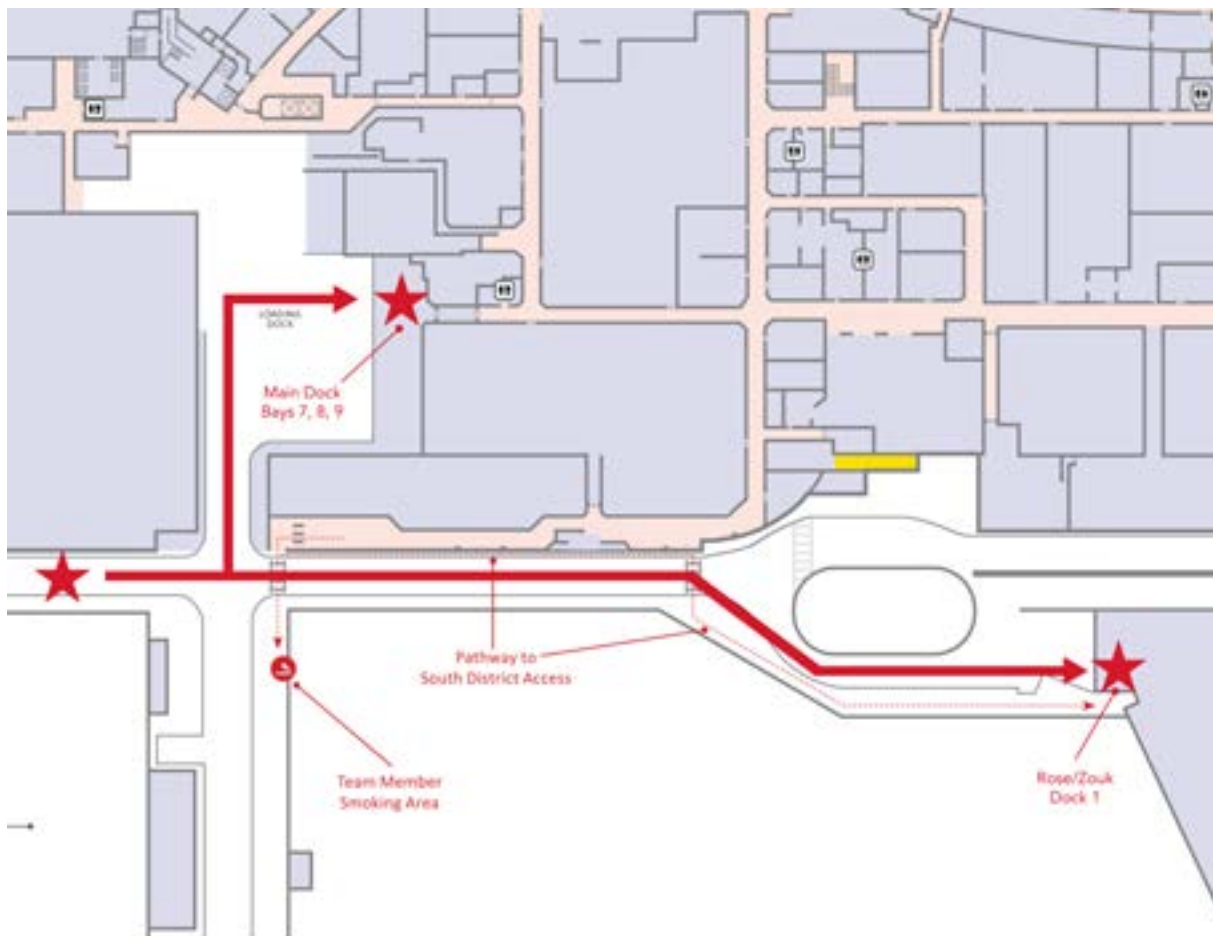 LOADING
DOCK
Main Dock
Bays 7, 8, 9
Pathway to
South District Access
Team Member
Smoking Area
Rose/Zouk
Dock 1